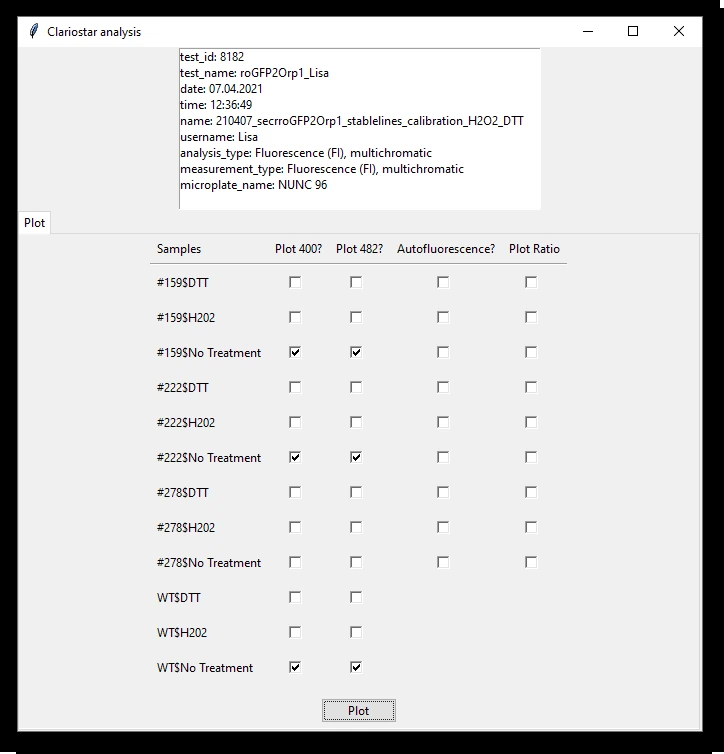 Clariostar analysis
test_id: 8182
test_name: roGFP2Orp1_Lisa
date: 07.04.2021
time: 12:36:49
name: 210407_secrroGFP2Orp1_stablelines_calibration_H2O2_DTT
username: Lisa
analysis_type: Fluorescence (FI), multichromatic
measurement_type: Fluorescence (FI), multichromatic
microplate_name: NUNC 96
Plot
Samples Plot 400? Plot 482? Autofluorescence? Plot Ratio
#159$DTT
#159$H202
#159$No Treatment
#222$DTT
#222$H202
#222$No Treatment
#278$DTT
#278$H202
#278$No Treatment
WT$DTT
WT$H202
WT$No Treatment
Plot